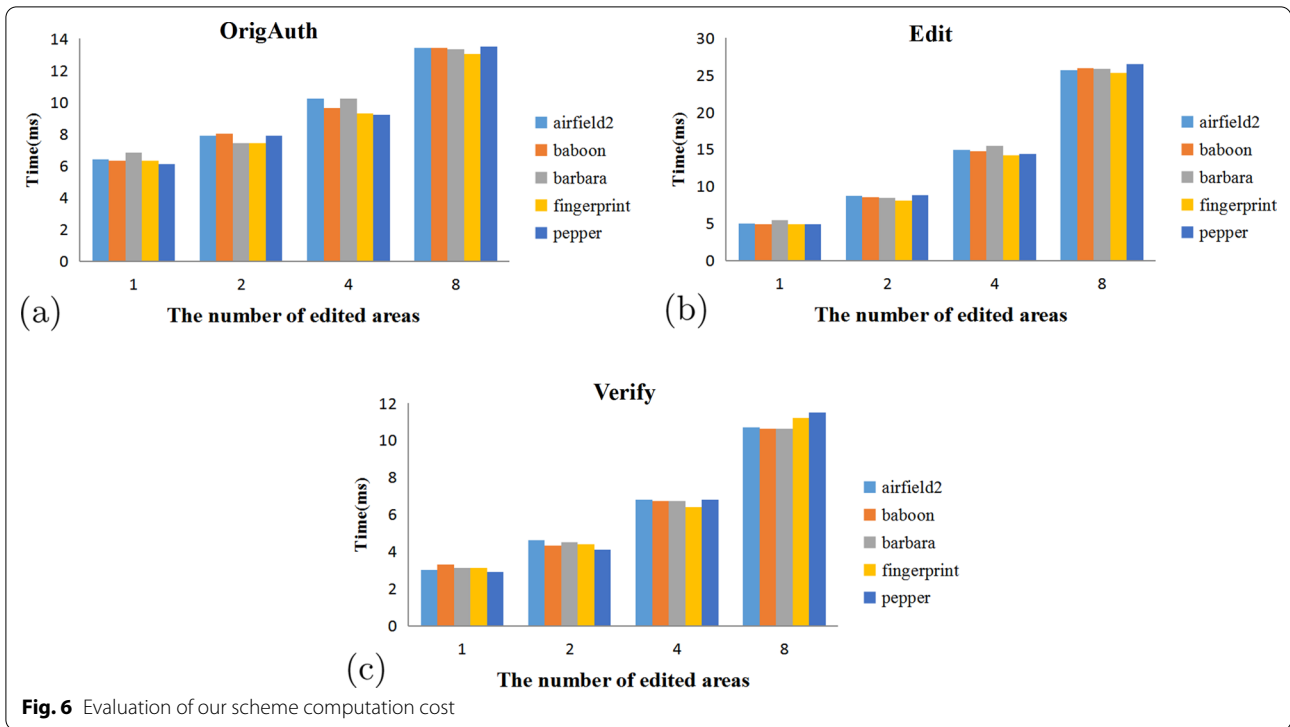 OrigAuth
14
12
10
8
6
4
2
0
Time(ms)
1 2 4 8
The number of edited areas
airfield2
baboon
barbara
fingerprint
pepper
(a)
Edit
30
25
20
15
10
5
0
Time(ms)
1 2 4 8
The number of edited areas
airfield2
baboon
barbara
fingerprint
pepper
(b)
Verify
12
10
8
6
4
2
0
Time(ms)
1 2 4 8
The number of edited areas
airfield2
baboon
barbara
fingerprint
pepper
(c)
Fig. 6 Evaluation of our scheme computation cost